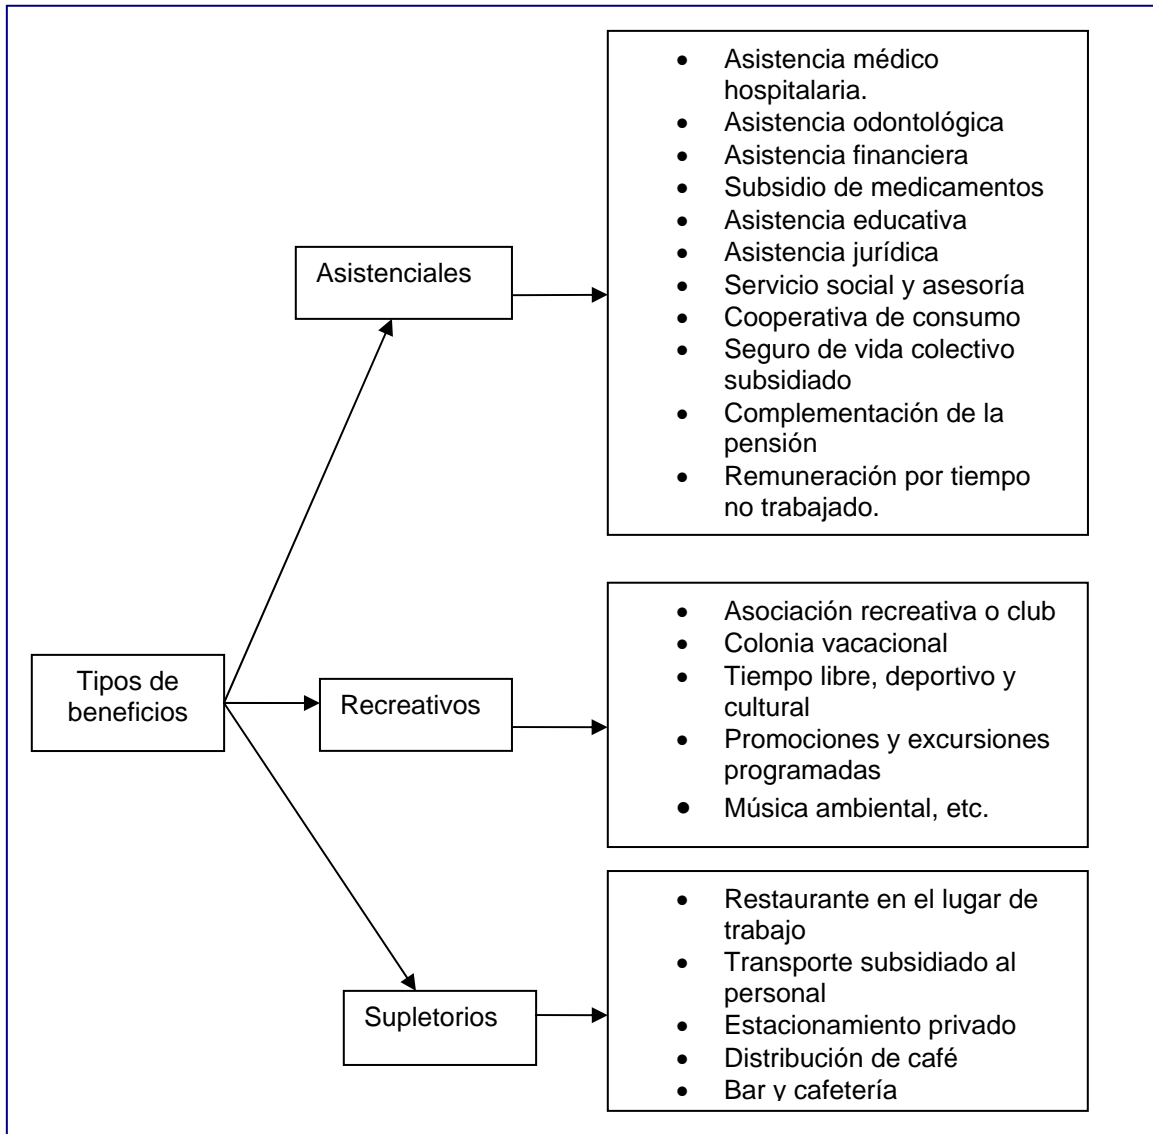 Tipos de
beneficios
Asistenciales
• Asistencia médico
hospitalaria.
• Asistencia odontológica
• Asistencia financiera
• Subsidio de medicamentos
• Asistencia educativa
• Asistencia jurídica
• Servicio social y asesoría
• Cooperativa de consumo
• Seguro de vida colectivo
subsidiado
• Complementación de la
pensión
• Remuneración por tiempo
no trabajado.
Recreativos
• Asociación recreativa o club
• Colonia vacacional
• Tiempo libre, deportivo y
cultural
• Promociones y excursiones
programadas
• Música ambiental, etc.
Supletorios
• Restaurante en el lugar de
trabajo
• Transporte subsidiado al
personal
• Estacionamiento privado
• Distribución de café
• Bar y cafetería